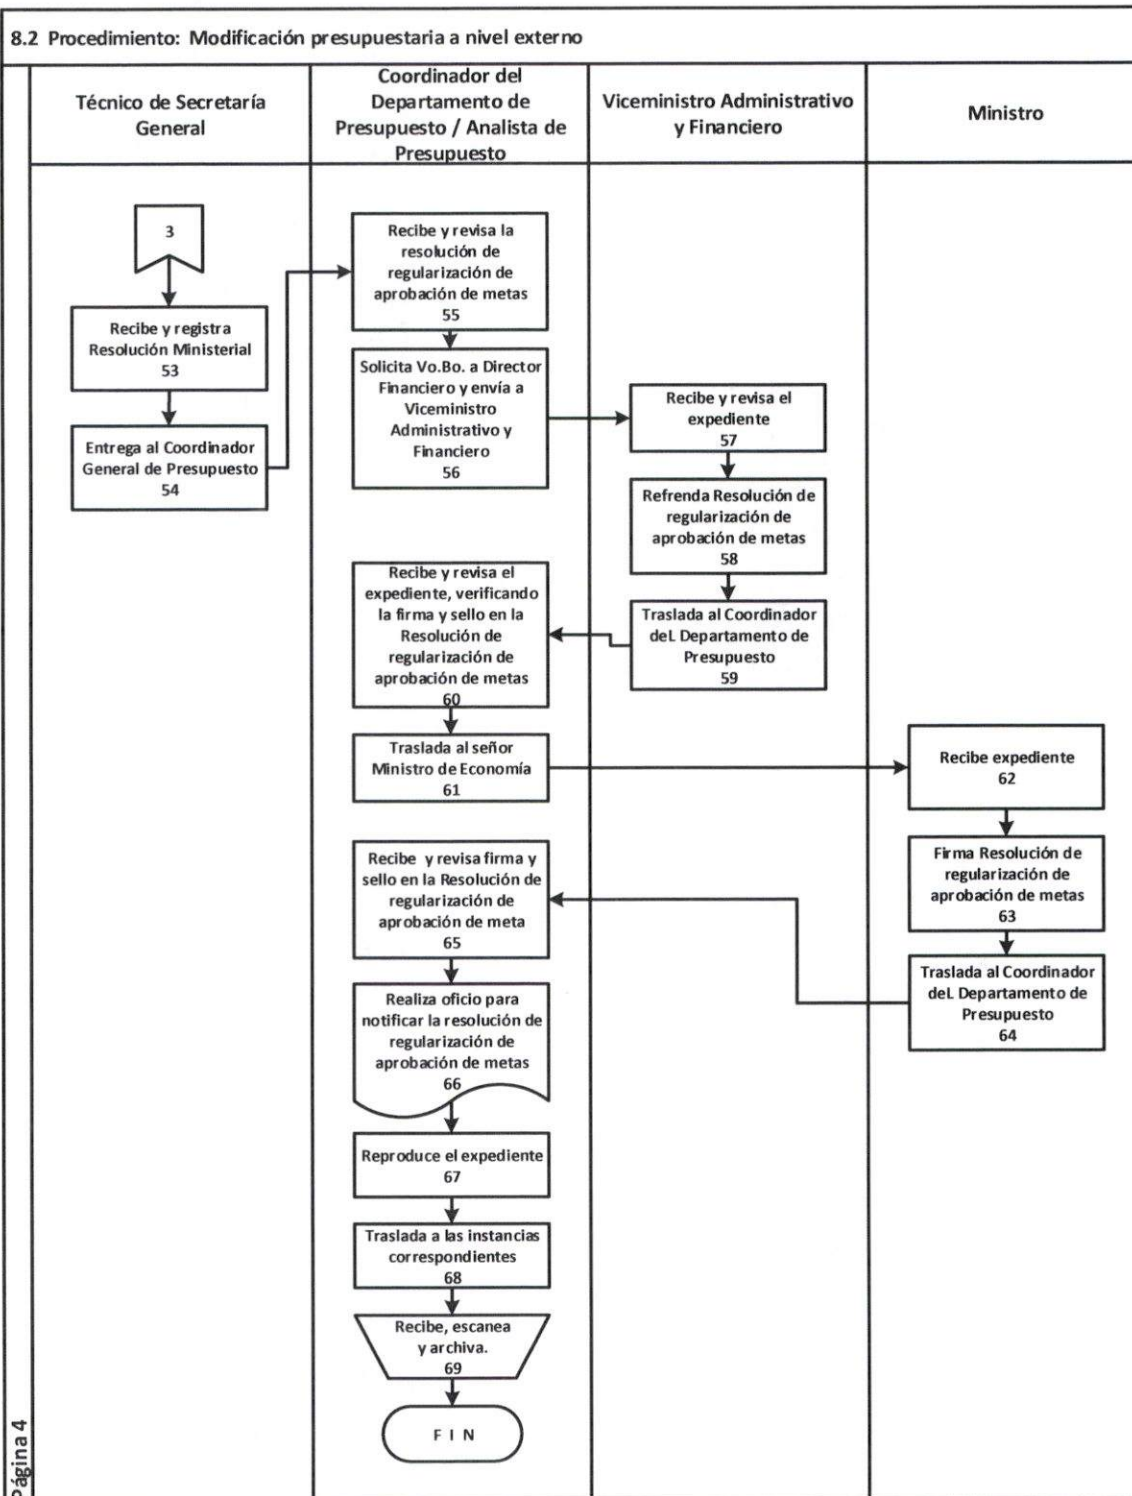 8.2 Procedimiento: Modificación presupuestaria a nivel externo
Técnico de Secretaría
General
Coordinador del
Departamento de
Presupuesto / Analista de
Presupuesto
Viceministro Administrativo
y Financiero
Ministro
3
Recibe y registra
Resolución Ministerial
53
Entrega al Coordinador
General de Presupuesto
54
Recibe y revisa la
resolución de
regularización de
aprobación de metas
55
Solicita Vo.Bo. a Director
Financiero y envía a
Viceministro
Administrativo y
Financiero
56
Recibe y revisa el
expediente
57
Refrenda Resolución de
regularización de
aprobación de metas
58
Traslada al Coordinador
deL Departamento de
Presupuesto
59
Recibe y revisa el
expediente, verificando
la firma y sello en la
Resolución de
regularización de
aprobación de metas
60
Traslada al señor
Ministro de Economía
61
Recibe expediente
62
Firma Resolución de
regularización de
aprobación de metas
63
Traslada al Coordinador
deL Departamento de
Presupuesto
64
Recibe y revisa firma y
sello en la Resolución de
regularización de
aprobación de meta
65
Realiza oficio para
notificar la resolución de
regularización de
aprobación de metas
66
Reproduce el expediente
67
Traslada a las instancias
correspondientes
68
Recibe, escanea
y archiva.
69
F I N
Página 4